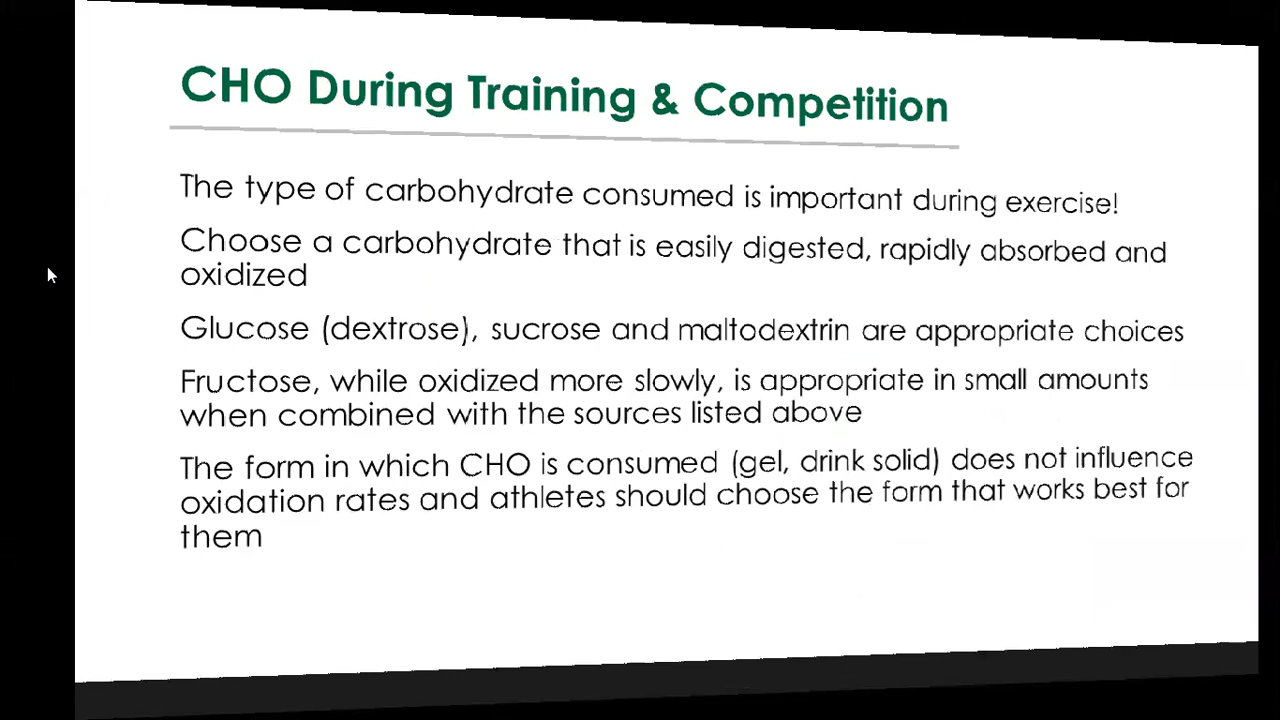 CHO During Training & Competition
The type of carbohydrate consumed is important during exercise!
Choose a carbohydrate that is easily digested, rapidly absorbed and
oxidized
Glucose (dextrose), sucrose and maltodextrin are appropriate choices
Fructose, while oxidized more slowly, is appropriate in small amounts
when combined with the sources listed above
The form in which CHO is consumed (gel, drink solid) does not influence
oxidation rates and athletes should choose the form that works best for
them